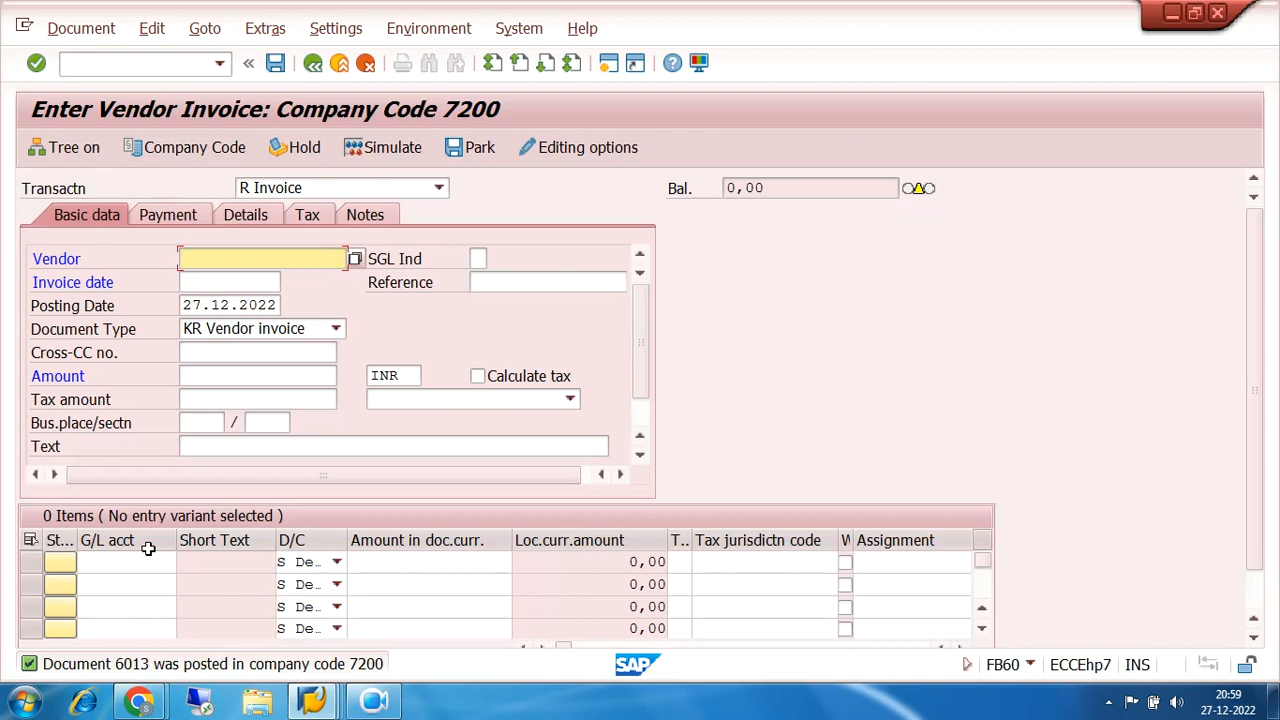 Document Edit Goto Extras Settings Environment System Help
Enter Vendor Invoice: Company Code 7200
Tree on Company Code Hold Simulate Park Editing options
Transactn R Invoice Bal. 0,00
Basic data Payment Details Tax Notes
Vendor SGL Ind
Invoice date Reference
Posting Date 27.12.2022
Document Type KR Vendor invoice
Cross-CC no.
Amount INR Calculate tax
Tax amount
Bus.place/sectn /
Text
0 Items ( No entry variant selected )
St... G/L acct Short Text D/C Amount in doc.curr. Loc.curr.amount T.. Tax jurisdictn code W Assignment
S De… 0,00
S De… 0,00
S De… 0,00
S De… 0,00
Document 6013 was posted in company code 7200 SAP FB60 ECCEhp7 INS
20:59
27-12-2022